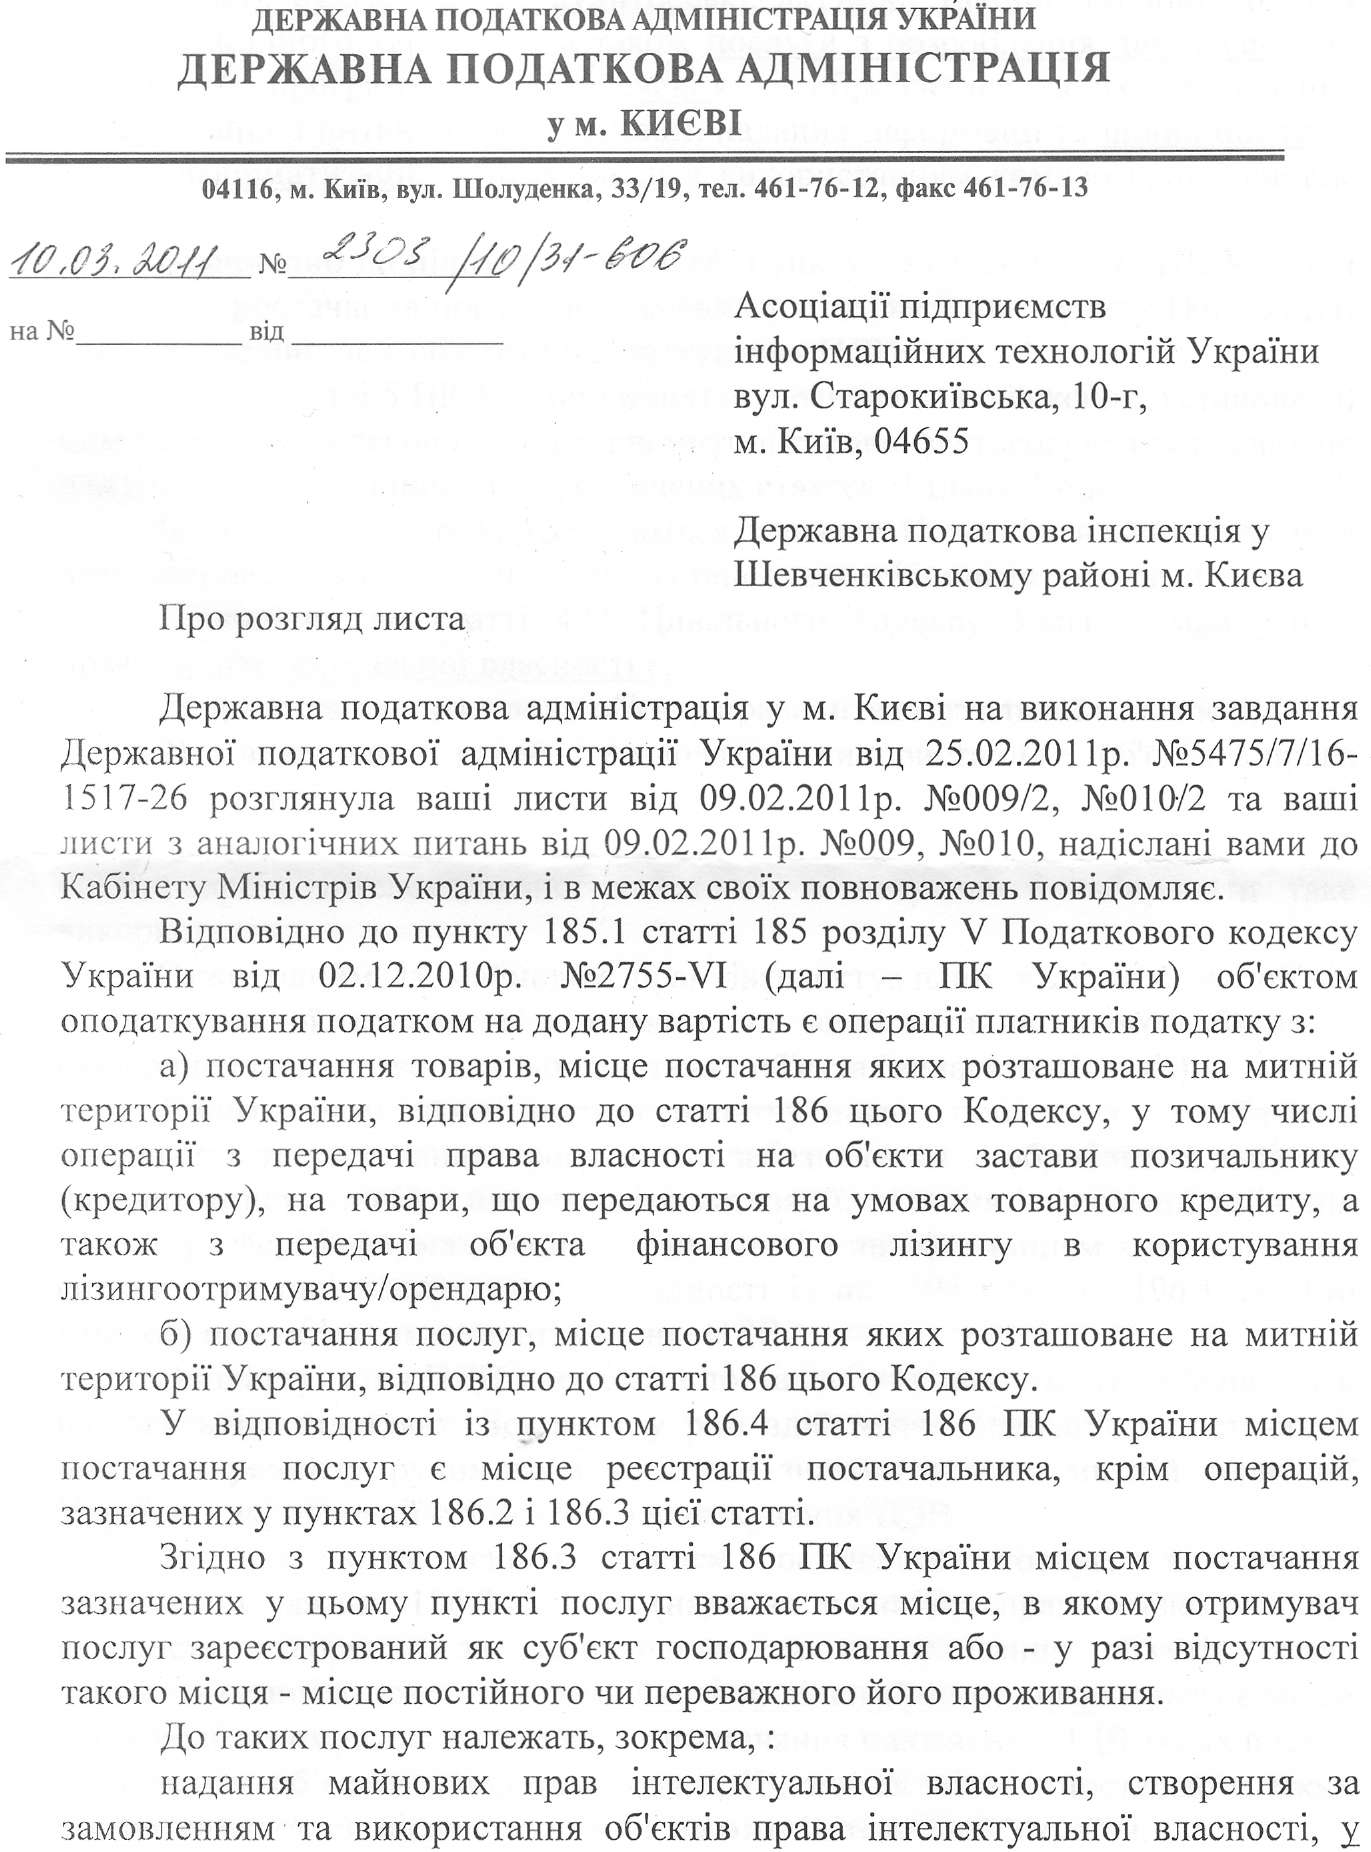 ДЕРЖАВНА ПОДАТКОВА АДМІНІСТРАЦІЯ УКРАЇНИ
ДЕРЖАВНА ПОДАТКОВА АДМІНІСТРАЦІЯ
у м. КИЄВІ
04116, м. Київ, вул. Шолуденка, 33/19, тел. 461-76-12, факс 461-76-13
10.03.2011 № 2303/10/31-606
на №____________ від _______________
Асоціації підприємств
інформаційних технологій України
вул. Старокиївська, 10-г,
м. Київ, 04655
Державна податкова інспекція у
Шевченківському районі м. Києва
Про розгляд листа
Державна податкова адміністрація у м. Києві на виконання завдання
Державної податкової адміністрації України від 25.02.2011р. №5475/7/16-
1517-26 розглянула ваші листи від 09.02.2011р. №009/2, №010/2 та ваші
листи з аналогічних питань від 09.02.2011р. №009, №010, надіслані вами до
Кабінету Міністрів України, і в межах своїх повноважень повідомляє.
Відповідно до пункту 185.1 статті 185 розділу V Податкового кодексу
України від 02.12.2010р. №2755-VI (далі – ПК України) об'єктом
оподаткування податком на додану вартість є операції платників податку з:
а) постачання товарів, місце постачання яких розташоване на митній
території України, відповідно до статті 186 цього Кодексу, у тому числі
операції з передачі права власності на об'єкти застави позичальнику
(кредитору), на товари, що передаються на умовах товарного кредиту, а
також з передачі об'єкта фінансового лізингу в користування
лізингоотримувачу/орендарю;
б) постачання послуг, місце постачання яких розташоване на митній
території України, відповідно до статті 186 цього Кодексу.
У відповідності із пунктом 186.4 статті 186 ПК України місцем
постачання послуг є місце реєстрації постачальника, крім операцій,
зазначених у пунктах 186.2 і 186.3 цієї статті.
Згідно з пунктом 186.3 статті 186 ПК України місцем постачання
зазначених у цьому пункті послуг вважається місце, в якому отримувач
послуг зареєстрований як суб'єкт господарювання або - у разі відсутності
такого місця - місце постійного чи переважного його проживання.
До таких послуг належать, зокрема, :
надання майнових прав інтелектуальної власності, створення за
замовленням та використання об'єктів права інтелектуальної власності, у